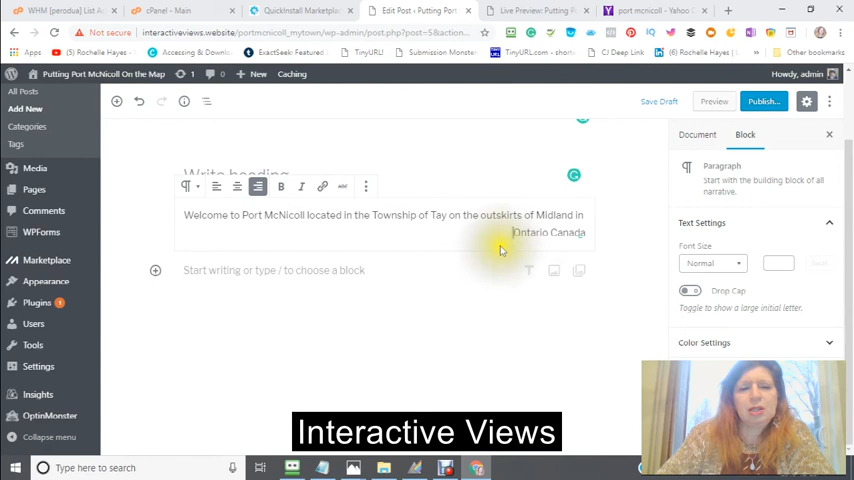 WHM [perodua] List Ac
cPanel - Main
QuickInstall Marketplac
Edit Post ‹ Putting Port
Live Preview: Putting P
port mcnicoll - Yahoo C
Not secure
interactiveviews.website/portmcnicoll_mytown/wp-admin/post.php?post=5&action=
Apps
(5) Rochelle Hayes
Accessing & Downlo
ExactSeek: Featured
TinyURL!
Submission Monster
TinyURL.com - shorte
CJ Deep Link
(6) Rochelle Hayes |
Other bookmarks
Putting Port McNicoll On the Map
1
0
New
Caching
Howdy, admin
All Posts
Add New
Categories
Tags
Media
Pages
Comments
WPForms
Marketplace
Appearance
Plugins 1
Users
Tools
Settings
Insights
OptinMonster
Collapse menu
Save Draft
Preview
Publish...
Write heading
B I ABC
Welcome to Port McNicoll located in the Township of Tay on the outskirts of Midland in
Ontario Canada
Start writing or type / to choose a block
Document
Block
Paragraph
Start with the building block of all
narrative.
Text Settings
Font Size
Normal
Drop Cap
Toggle to show a large initial letter.
Color Settings
Interactive Views
Type here to search